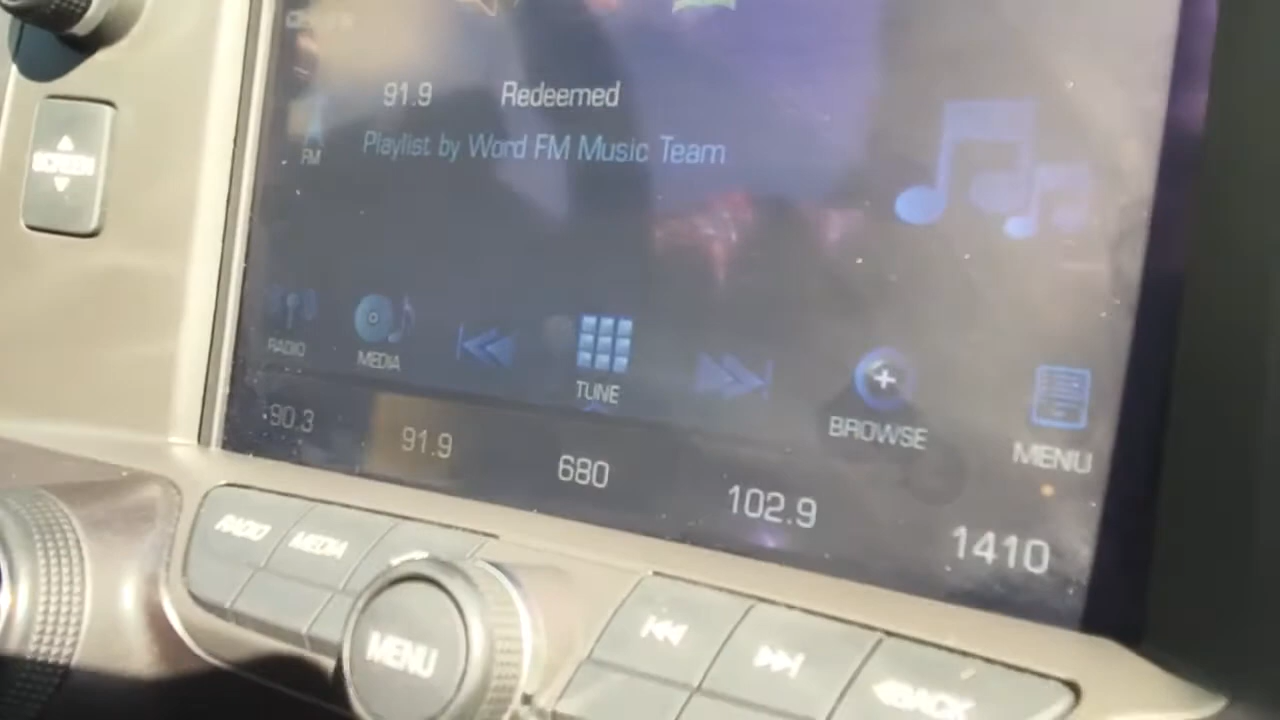 91.9 Redeemed
SCREEN
FM
Playlist by Word FM Music Team
RADIO
MEDIA
TUNE
BROWSE
MENU
90.3
91.9
680
102.9
1410
RADIO
MEDIA
MENU
BACK